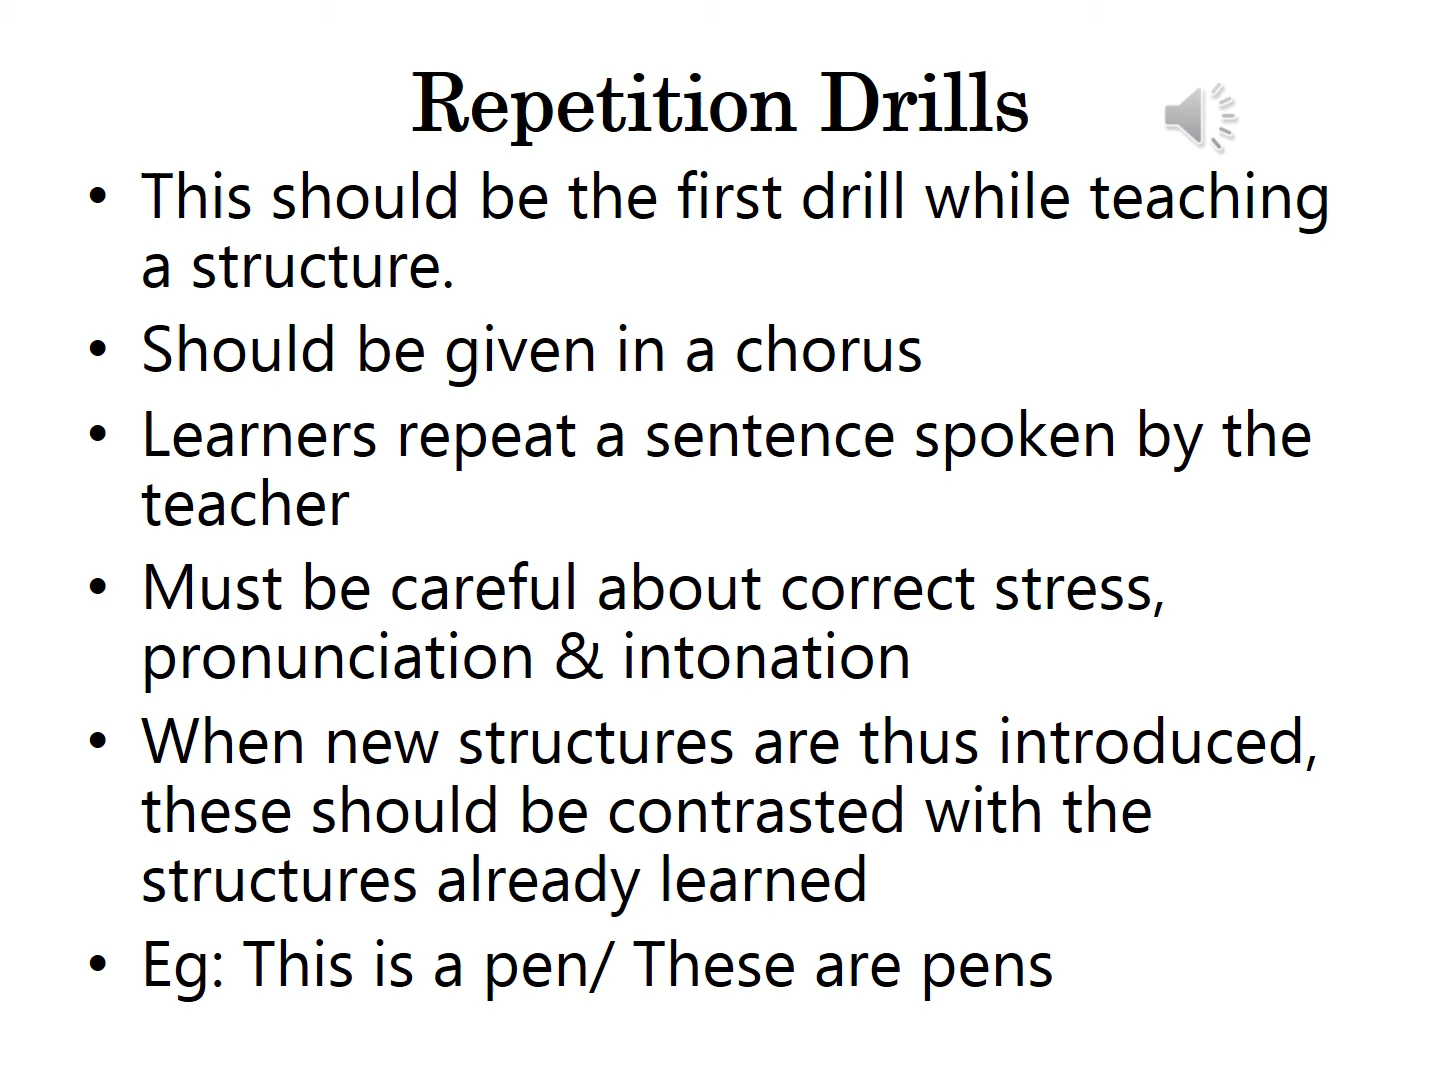 Repetition Drills
• This should be the first drill while teaching
a structure.
• Should be given in a chorus
• Learners repeat a sentence spoken by the
teacher
• Must be careful about correct stress,
pronunciation & intonation
• When new structures are thus introduced,
these should be contrasted with the
structures already learned
• Eg: This is a pen/ These are pens